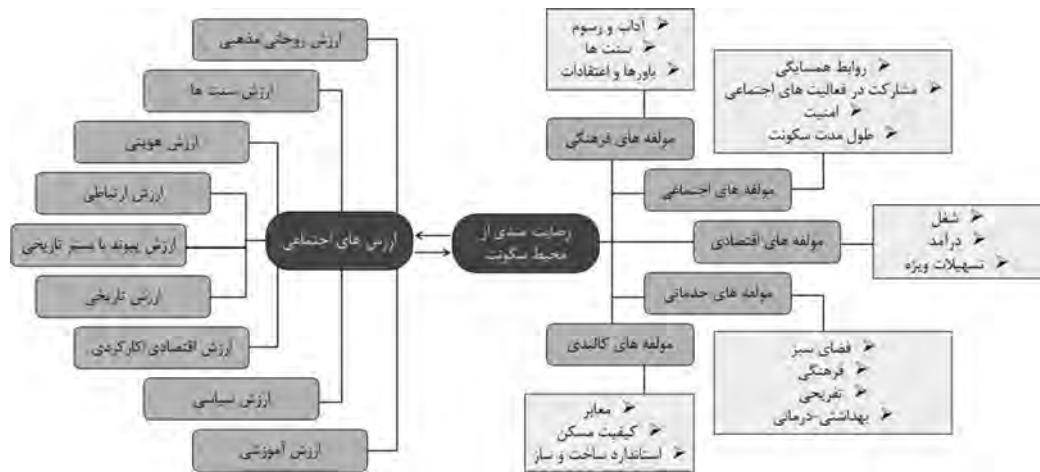 آداب و رسوم
سنت ها
باورها و اعتقادات
مولفه های فرهنگی
روابط همسایگی
مشارکت در فعالیت های اجتماعی
امنیت
طول مدت سکونت
مولفه های اجتماعی
شغل
درامد
تسهیلات ویژه
مولفه های اقتصادی
مولفه های خدماتی
فضای سبز
فرهنگی
تفریحی
بهداشتی-درمانی
مولفه های کالبدی
معابر
کیفیت مسکن
استاندارد ساخت و ساز
رضایت مندی از
محیط سکونت
ارزس های اجتماعی
ارزش روحانی مذهبی
ارزش سنت ها
ارزش هویتی
ارزش ارتباطی
ارزش پیوند با بستر تاریخی
ارزش تاریخی
ارزش اقتصادی/کارکردی
ارزش سیاسی
ارزش آموزشی